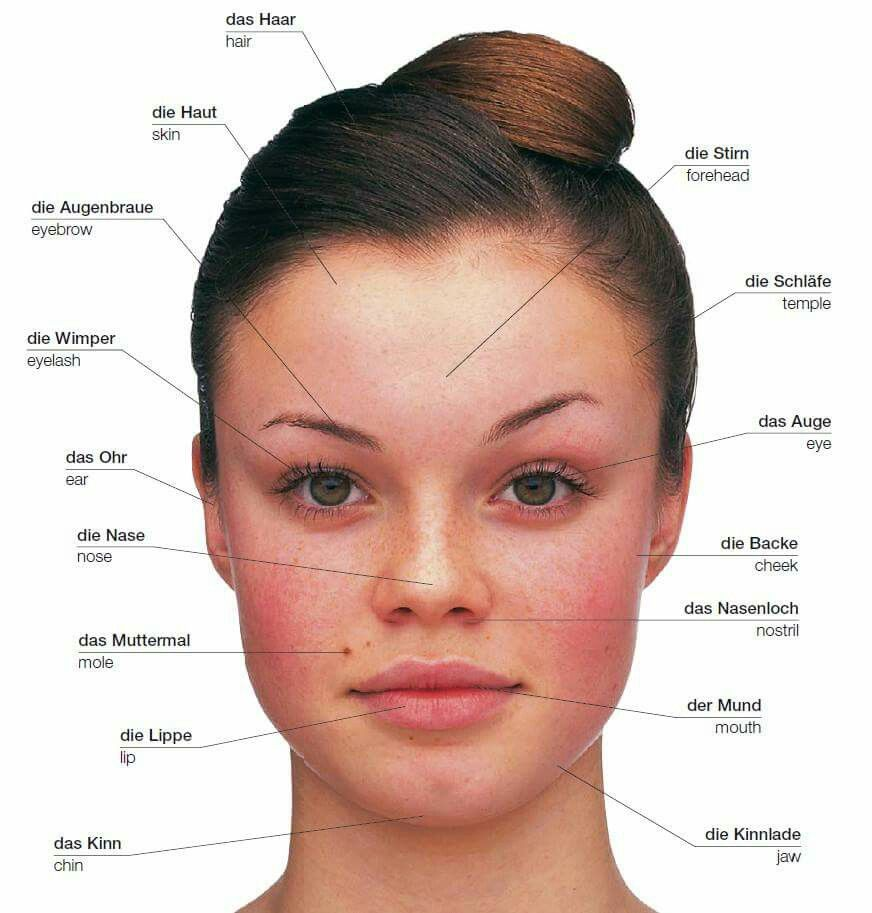 das Haar
hair
die Haut
skin
die Stirn
forehead
die Augenbraue
eyebrow
die Schläfe
temple
die Wimper
eyelash
das Auge
eye
das Ohr
ear
die Nase
nose
die Backe
cheek
das Nasenloch
nostril
das Muttermal
mole
der Mund
mouth
die Lippe
lip
die Kinnlade
jaw
das Kinn
chin